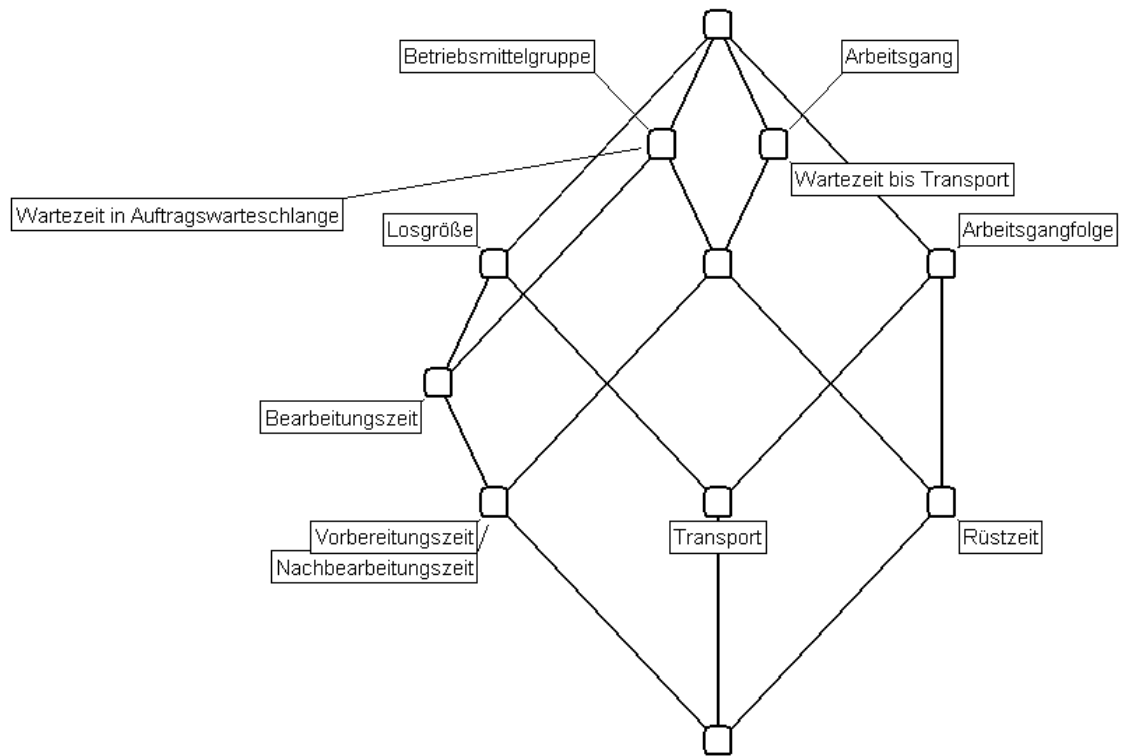 Betriebsmittelgruppe
Arbeitsgang
Wartezeit bis Transport
Wartezeit in Auftragswarteschlange
Losgröße
Arbeitsgangfolge
Bearbeitungszeit
Vorbereitungszeit
Transport
Rüstzeit
Nachbearbeitungszeit